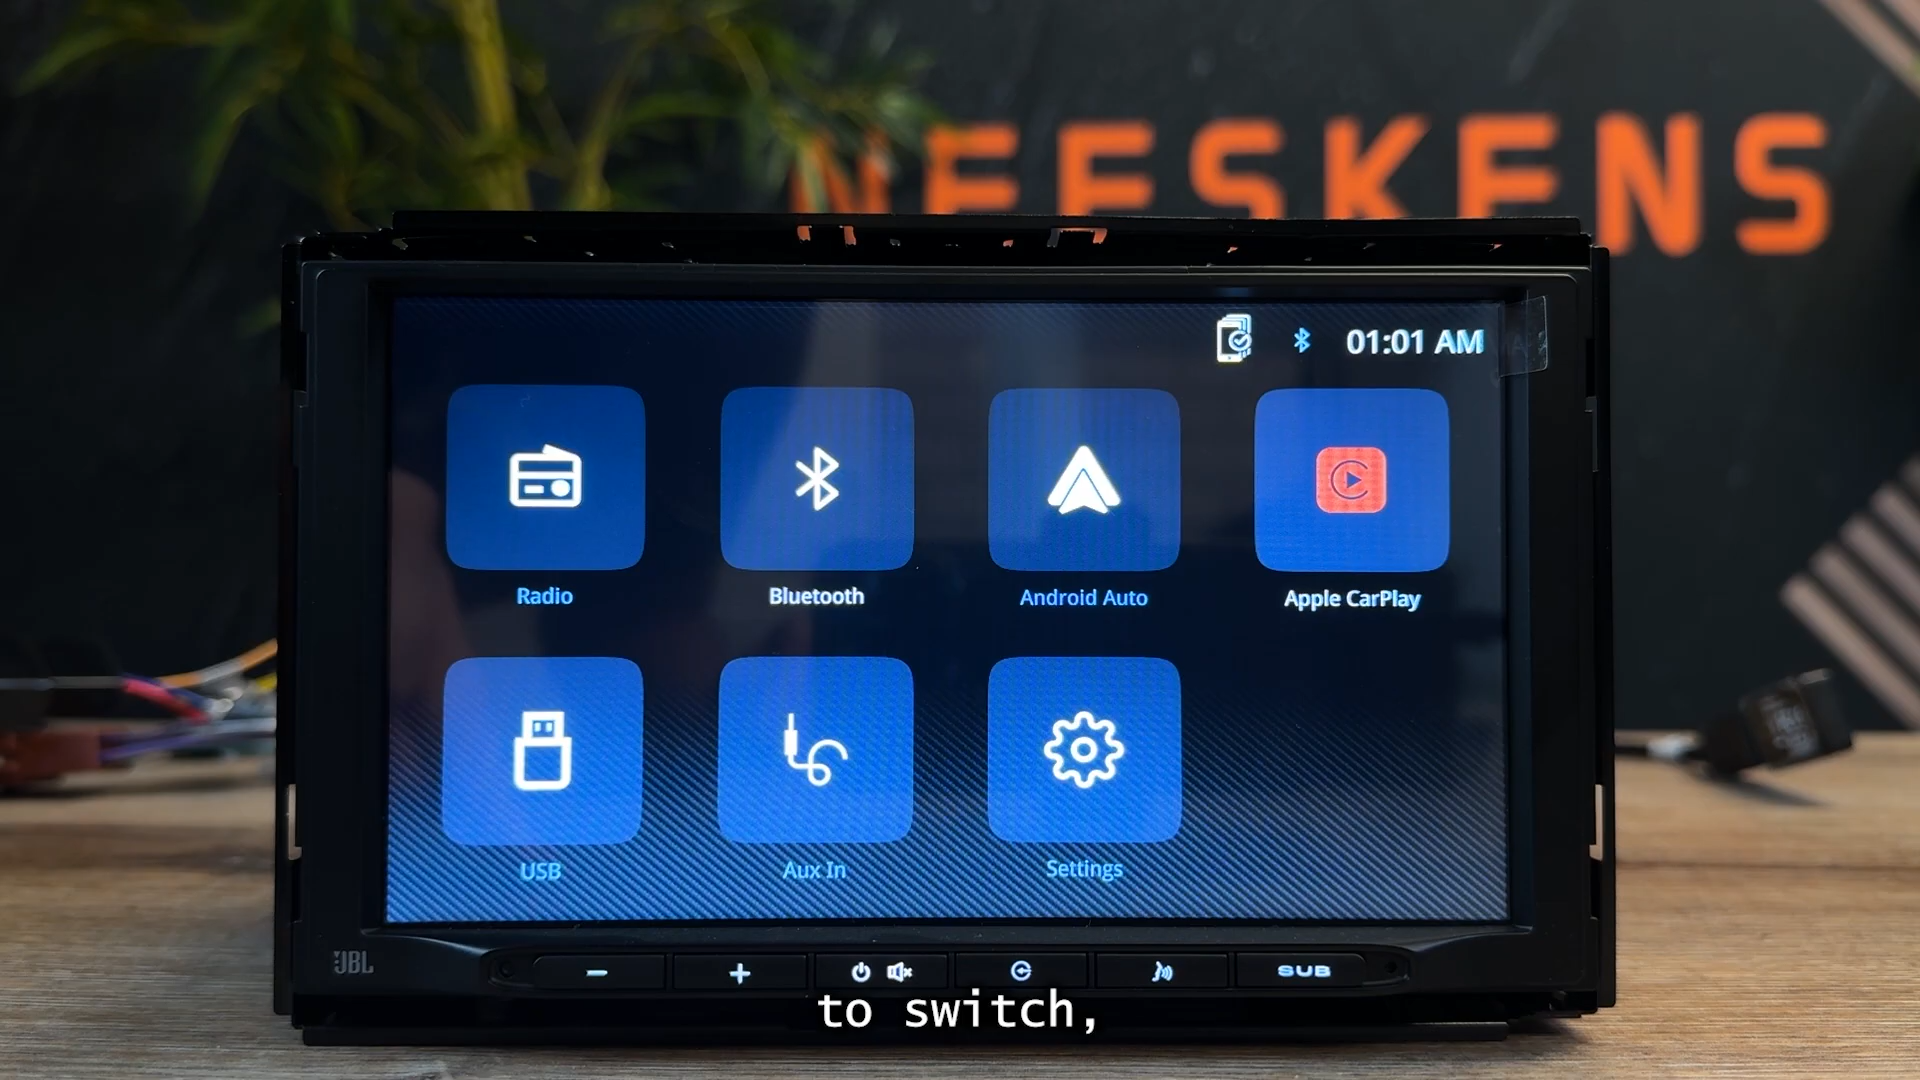 NEESKENS
01:01 AM
Radio
Bluetooth
Android Auto
Apple CarPlay
USB
Aux In
Settings
JBL
SUB
to switch,